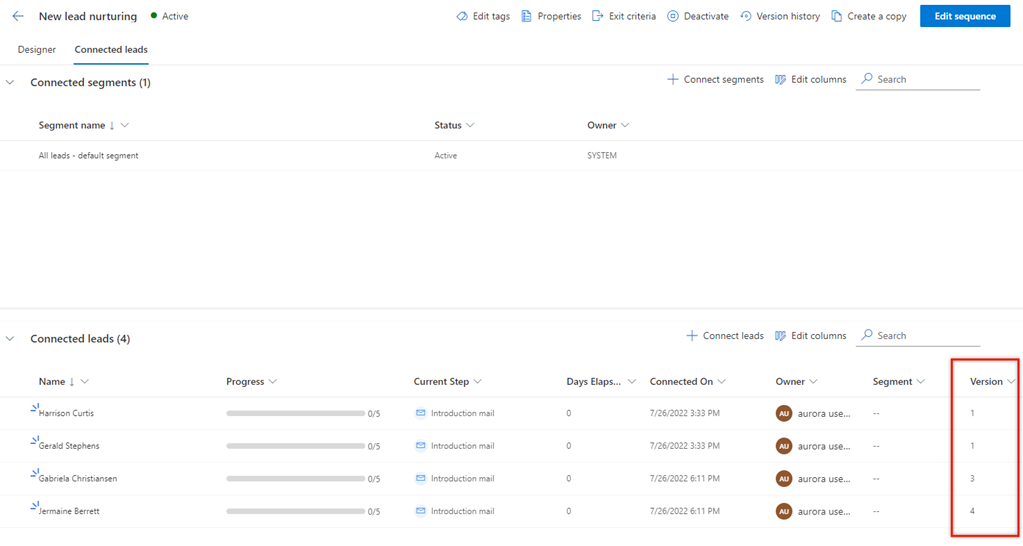 New lead nurturing Active Edit tags Properties Exit criteria Deactivate Version history Create a copy Edit sequence
Designer Connected leads
Connected segments (1) Connect segments Edit columns Search
Segment name Status Owner
All leads - default segment Active SYSTEM
Connected leads (4) Connect leads Edit columns Search
Name Progress Current Step Days Elaps... Connected On Owner Segment Version
Harrison Curtis 0/5 Introduction mail 0 7/26/2022 3:33 PM AU aurora use... -- 1
Gerald Stephens 0/5 Introduction mail 0 7/26/2022 3:33 PM AU aurora use... -- 1
Gabriela Christiansen 0/5 Introduction mail 0 7/26/2022 6:11 PM AU aurora use... -- 3
Jermaine Berrett 0/5 Introduction mail 0 7/26/2022 6:11 PM AU aurora use... -- 4